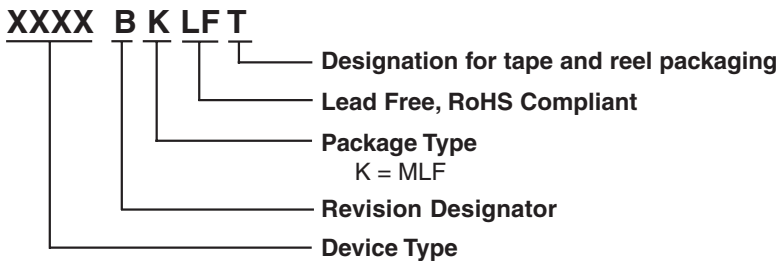 XXXX B K LF T
Designation for tape and reel packaging
Lead Free, RoHS Compliant
Package Type
K = MLF
Revision Designator
Device Type